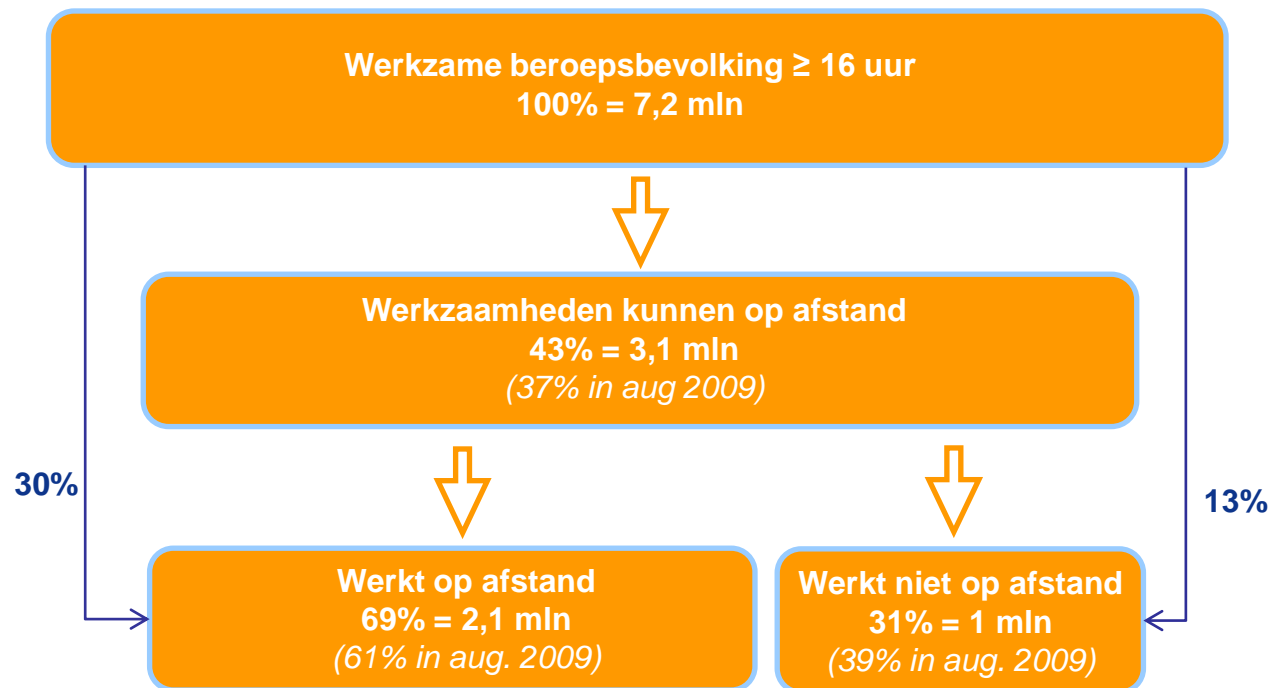 Werkzame beroepsbevolking ≥ 16 uur
100% = 7,2 mln
Werkzaamheden kunnen op afstand
43% = 3,1 mln
(37% in aug 2009)
30%
13%
Werkt op afstand
69% = 2,1 mln
(61% in aug. 2009)
Werkt niet op afstand
31% = 1 mln
(39% in aug. 2009)